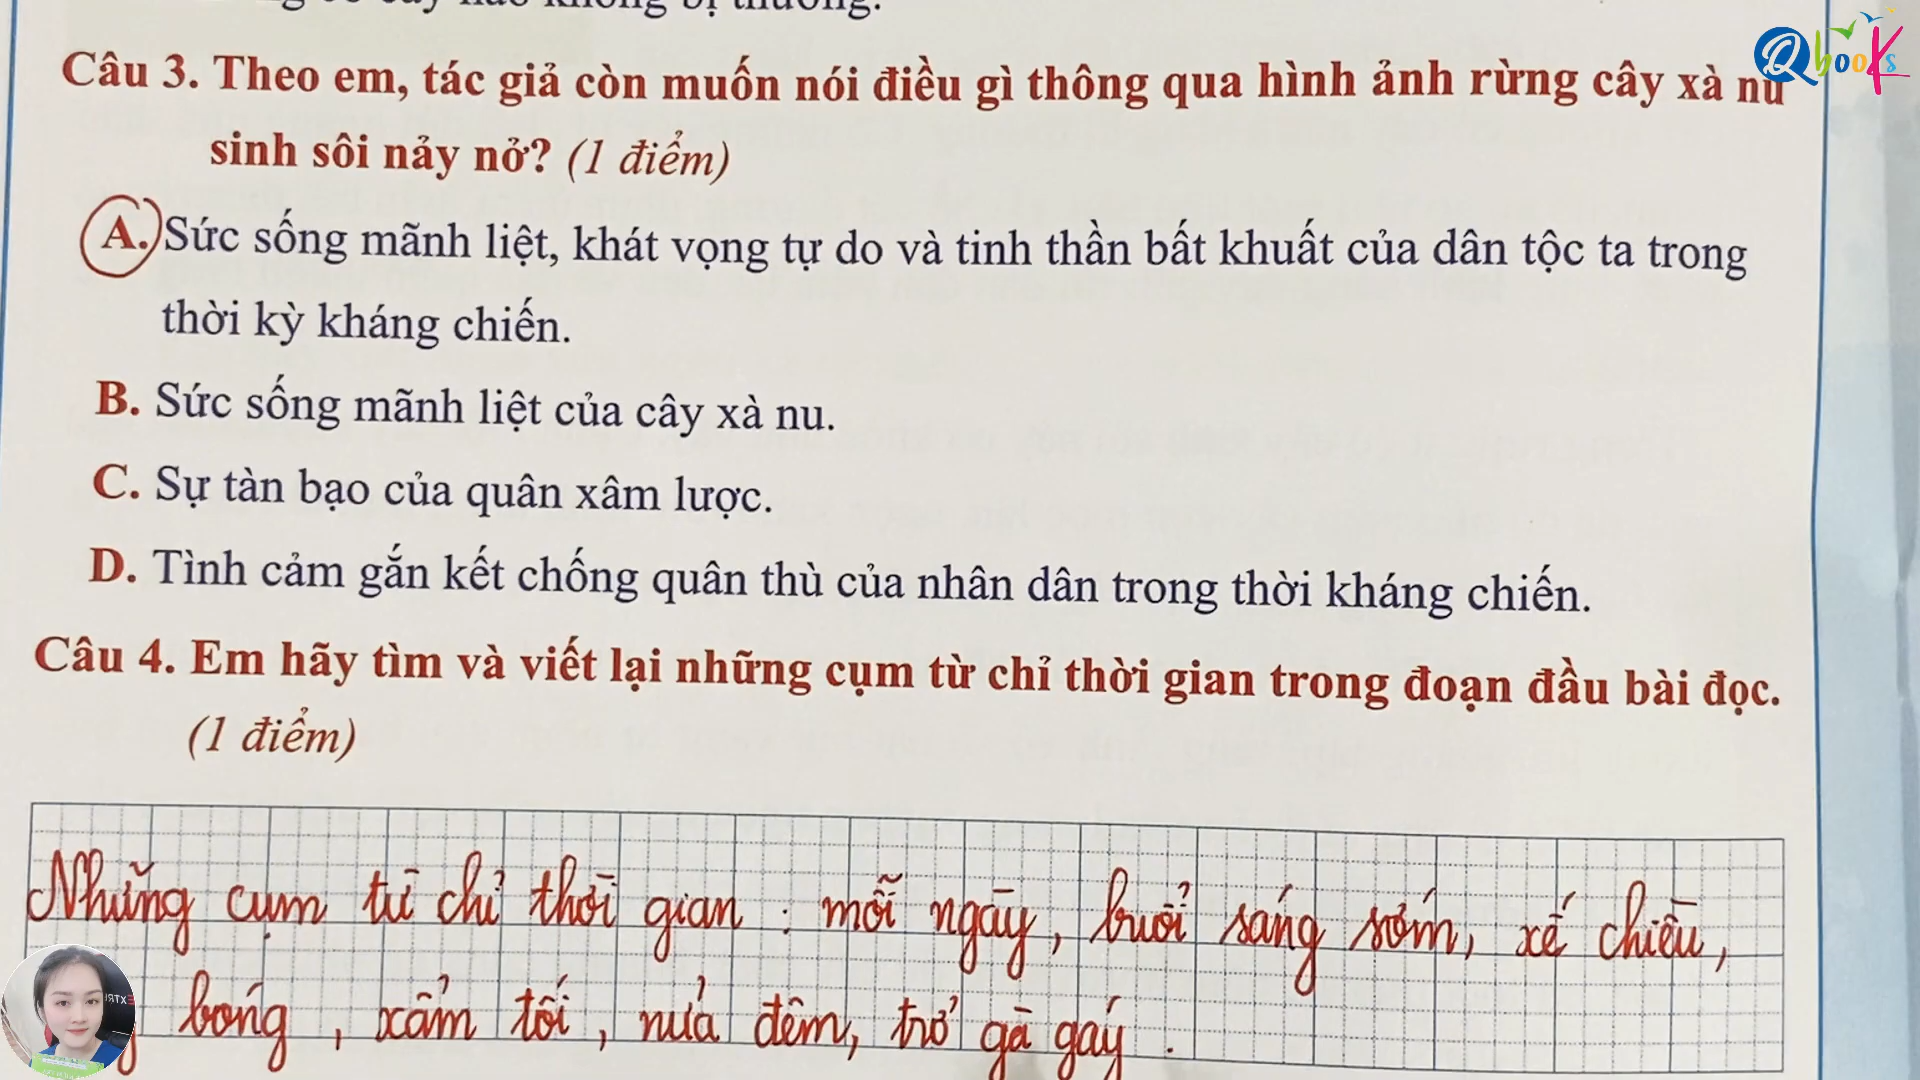 Qbooks
Câu 3. Theo em, tác giả còn muốn nói điều gì thông qua hình ảnh rừng cây xà nu
sinh sôi nảy nở? (1 điểm)
A. Sức sống mãnh liệt, khát vọng tự do và tinh thần bất khuất của dân tộc ta trong
thời kỳ kháng chiến.
B. Sức sống mãnh liệt của cây xà nu.
C. Sự tàn bạo của quân xâm lược.
D. Tình cảm gắn kết chống quân thù của nhân dân trong thời kháng chiến.
Câu 4. Em hãy tìm và viết lại những cụm từ chỉ thời gian trong đoạn đầu bài đọc.
(1 điểm)
Những cụm từ chỉ thời gian : mỗi ngày, buổi sáng sớm, xế chiều,
bóng, xẩm tối, nửa đêm, trở gà gáy.